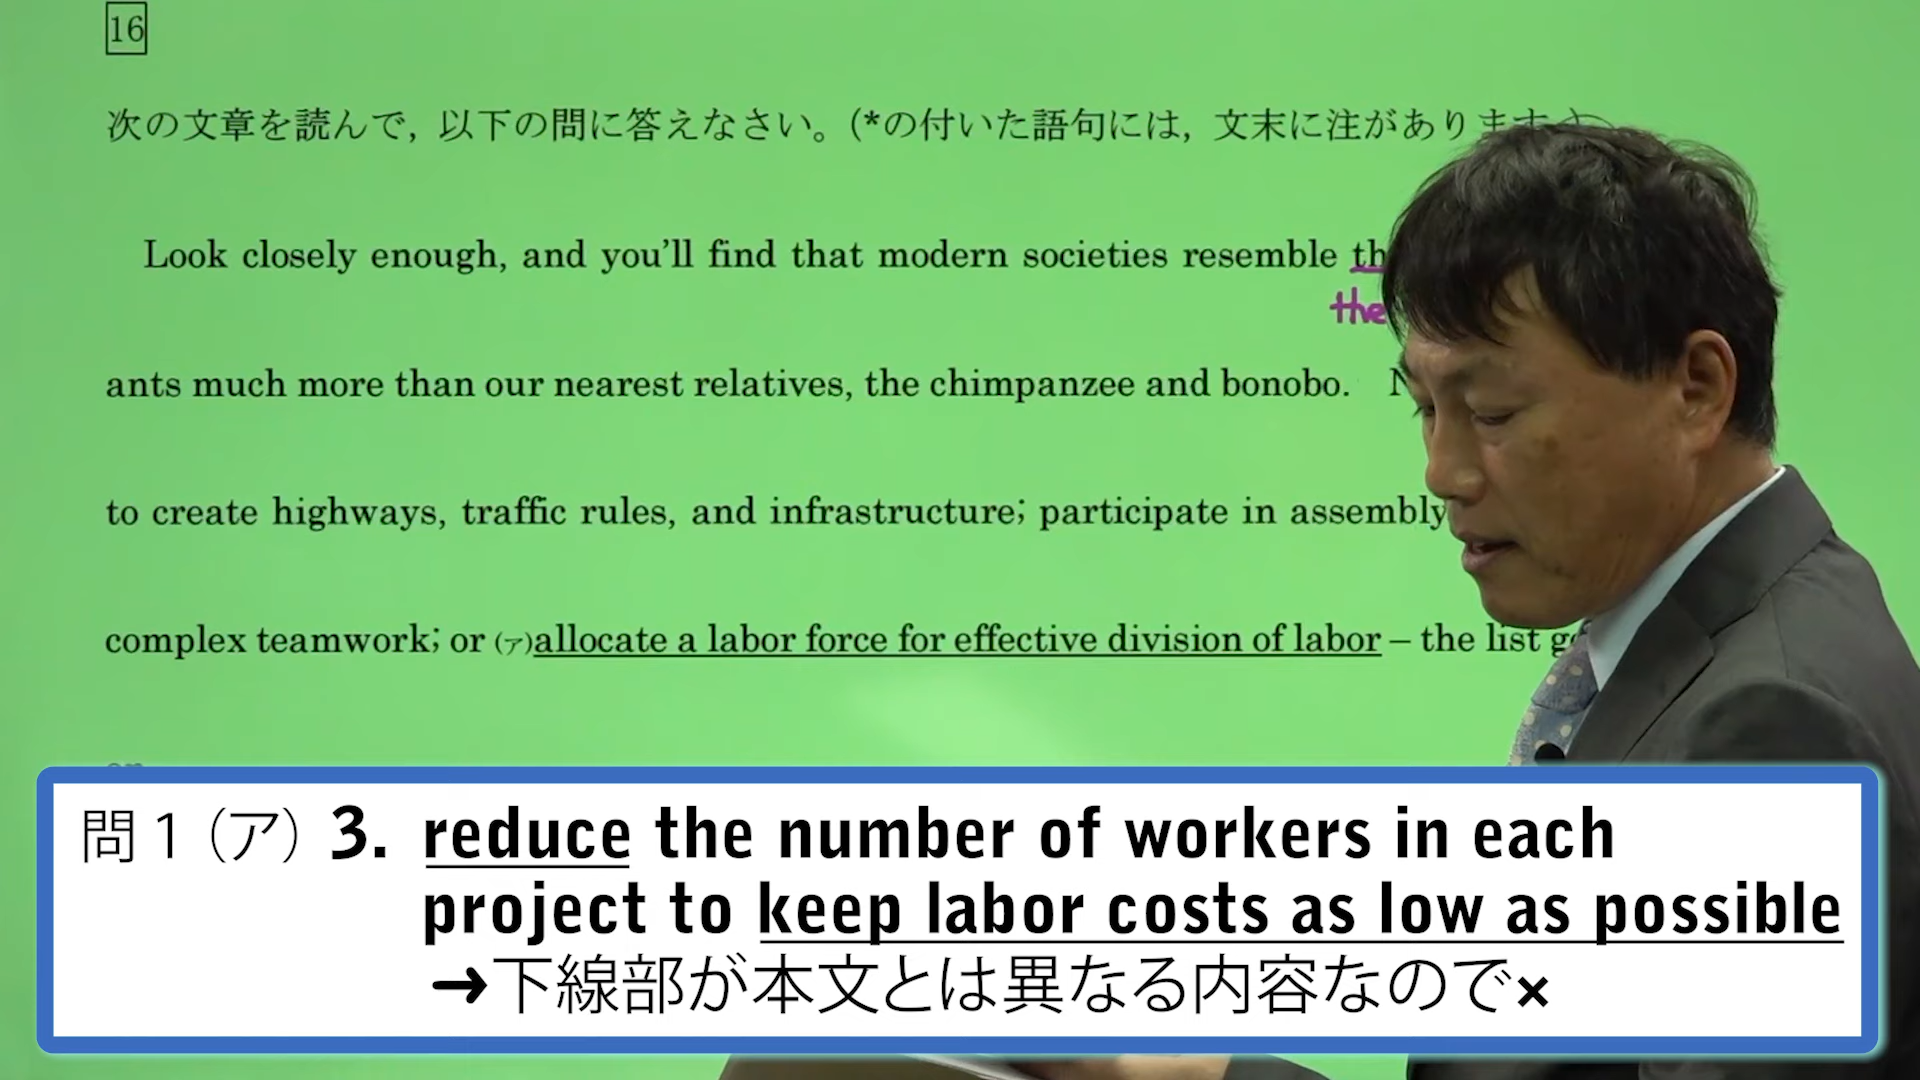 16
次の文章を読んで，以下の問に答えなさい。(*の付いた語句には，文末に注があります
Look closely enough, and you’ll find that modern societies resemble
the
ants much more than our nearest relatives, the chimpanzee and bonobo.
to create highways, traffic rules, and infrastructure; participate in assembly
complex teamwork; or (ア)allocate a labor force for effective division of labor – the list
on
問1（ア）3. reduce the number of workers in each
project to keep labor costs as low as possible
➔下線部が本文とは異なる内容なので×